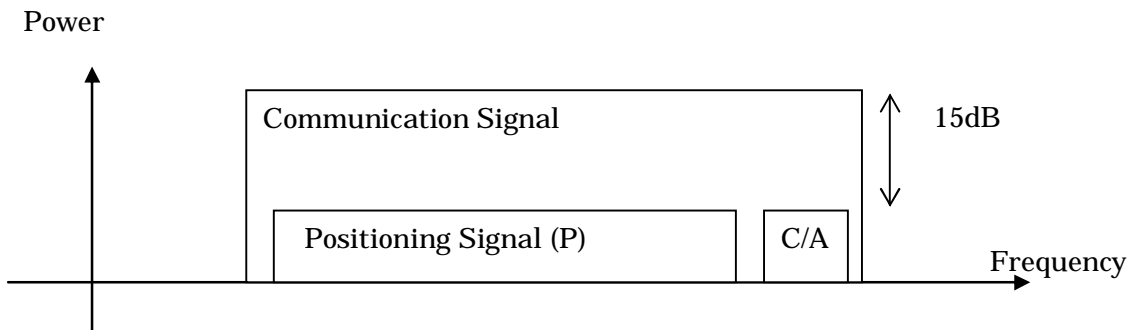 Power
Communication Signal
15dB
Positioning Signal (P)
C/A
Frequency